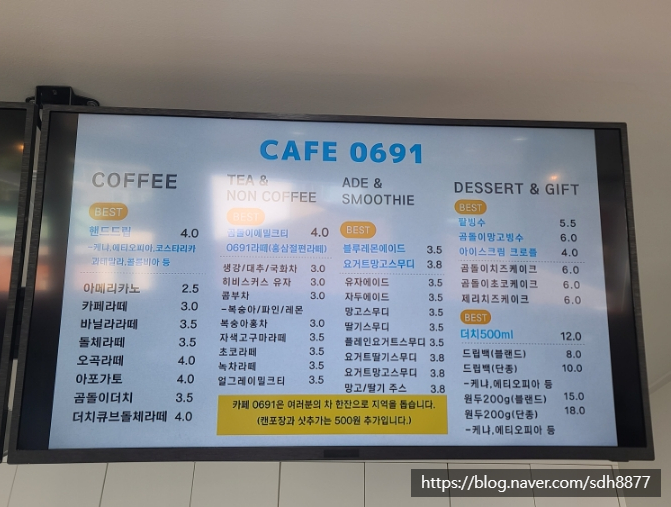 CAFE 0691
COFFEE
BEST
핸드드립 4.0
-케냐,에티오피아,코스타리카
과테말라,콜롬비아 등
아메리카노 2.5
카페라떼 3.0
바닐라라떼 3.5
돌체라떼 3.5
오곡라떼 4.0
아포가토 4.0
곰돌이더치 3.5
더치큐브돌체라떼 4.0
TEA &
NON COFFEE
BEST
곰돌이에밀크티 4.0
0691라떼(홍삼절편라떼)
생강/대추/국화차 3.0
히비스커스 유자 3.0
콤부차 3.0
-복숭아/파인/레몬
복숭아홍차 3.0
자색고구마라떼 3.5
초코라떼 3.5
녹차라떼 3.5
얼그레이밀크티 3.5
ADE &
SMOOTHIE
BEST
블루레몬에이드 3.5
요거트망고스무디 3.8
유자에이드 3.5
자두에이드 3.5
망고스무디 3.5
딸기스무디 3.5
플레인요거트스무디 3.5
요거트딸기스무디 3.8
요거트망고스무디 3.8
망고/딸기 주스 3.8
카페 0691은 여러분의 차 한잔으로 지역을 돕습니다.
(캔포장과 샷추가는 500원 추가입니다.)
DESSERT & GIFT
BEST
팥빙수 5.5
곰돌이망고빙수 6.0
아이스크림 크로플 4.0
곰돌이치즈케이크 6.0
곰돌이초코케이크 6.0
체리치즈케이크 6.0
BEST
더치500ml 12.0
드립백(블랜드) 8.0
드립백(단종) 10.0
-케냐,에티오피아 등
원두200g(블랜드) 15.0
원두200g(단종) 18.0
-케냐,에티오피아 등
https://blog.naver.com/sdh8877